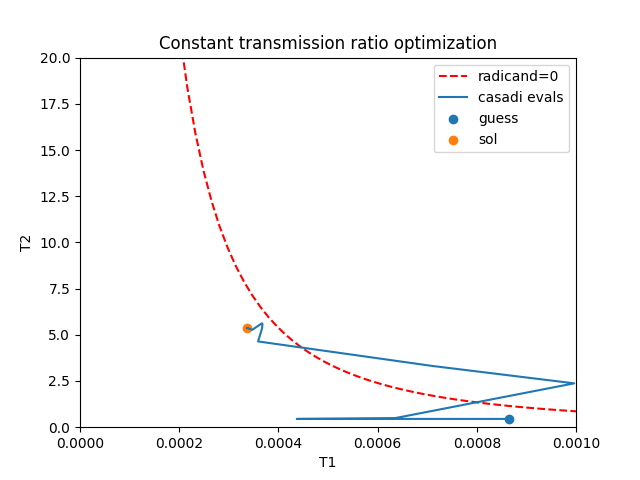 Constant transmission ratio optimization
radicand=0
casadi evals
guess
sol
20.0
17.5
15.0
12.5
10.0
7.5
5.0
2.5
0.0
T2
0.0000 0.0002 0.0004 0.0006 0.0008 0.0010
T1